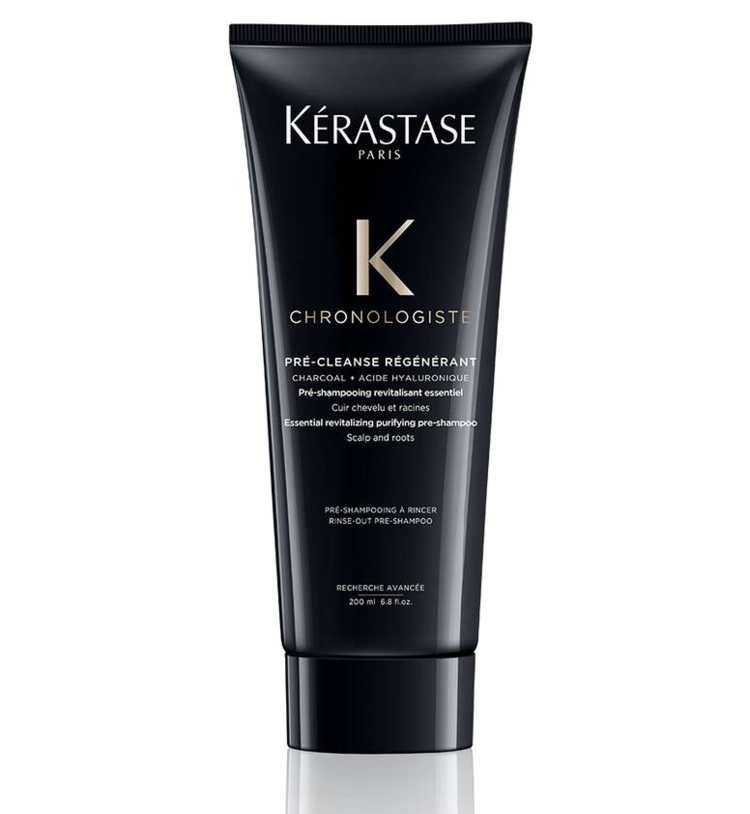 KÉRASTASE
PARIS
K
CHRONOLOGISTE
PRÉ-CLEANSE RÉGÉNÉRANT
CHARCOAL + ACIDE HYALURONIQUE
Pré-shampooing revitalisant essentiel
Cuir chevelu et racines
Essential revitalizing purifying pre-shampoo
Scalp and roots
PRÉ-SHAMPOOING À RINCER
RINSE-OUT PRE-SHAMPOO
RECHERCHE AVANCÉE
200 ml 6.8 fl.oz.